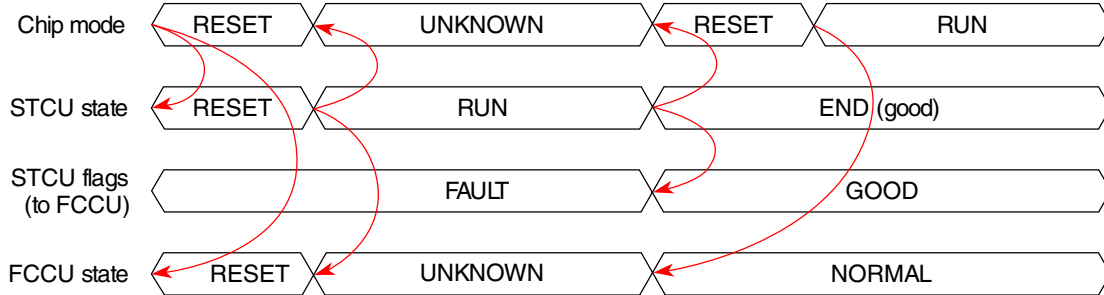 Chip mode RESET UNKNOWN RESET RUN
STCU state RESET RUN END (good)
STCU flags
(to FCCU) FAULT GOOD
FCCU state RESET UNKNOWN NORMAL